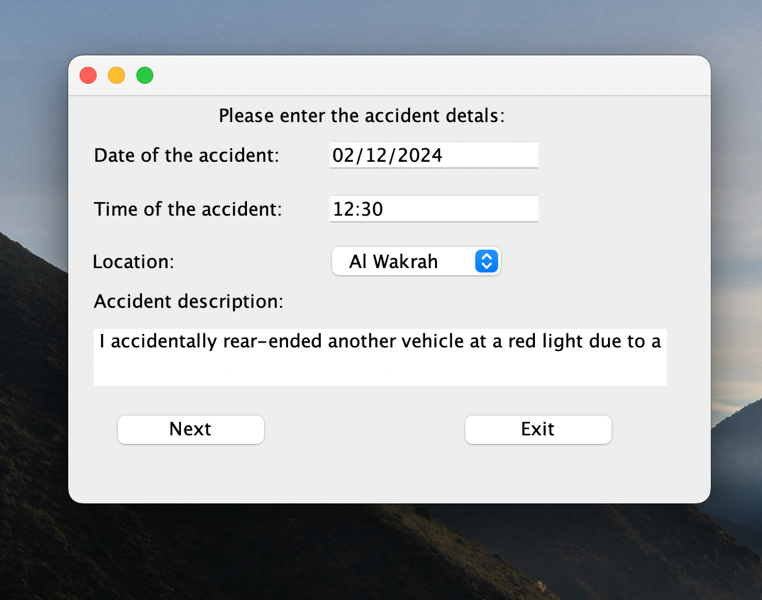 Please enter the accident detals:
Date of the accident: 02/12/2024
Time of the accident: 12:30
Location: Al Wakrah
Accident description:
I accidentally rear-ended another vehicle at a red light due to a
Next Exit